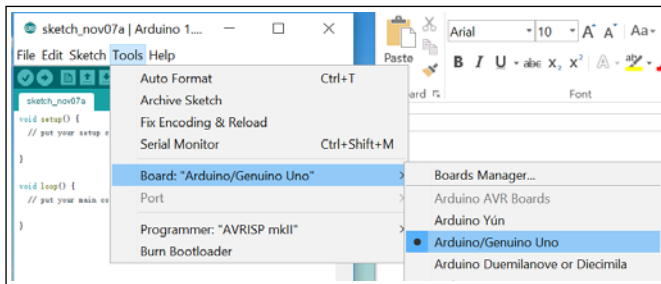 sketch_nov07a | Arduino 1....
File Edit Sketch Tools Help
sketch_nov07a
void setup() {
// put your setup
}
void loop() {
// put your main
}
Auto Format Ctrl+T
Archive Sketch
Fix Encoding & Reload
Serial Monitor Ctrl+Shift+M
Board: "Arduino/Genuino Uno"
Port
Programmer: "AVRISP mkII"
Burn Bootloader
Boards Manager...
Arduino AVR Boards
Arduino Yún
Arduino/Genuino Uno
Arduino Duemilanove or Diecimila
Paste
Arial 10 A A Aa
B I U abc X₂ X² A ab
Font